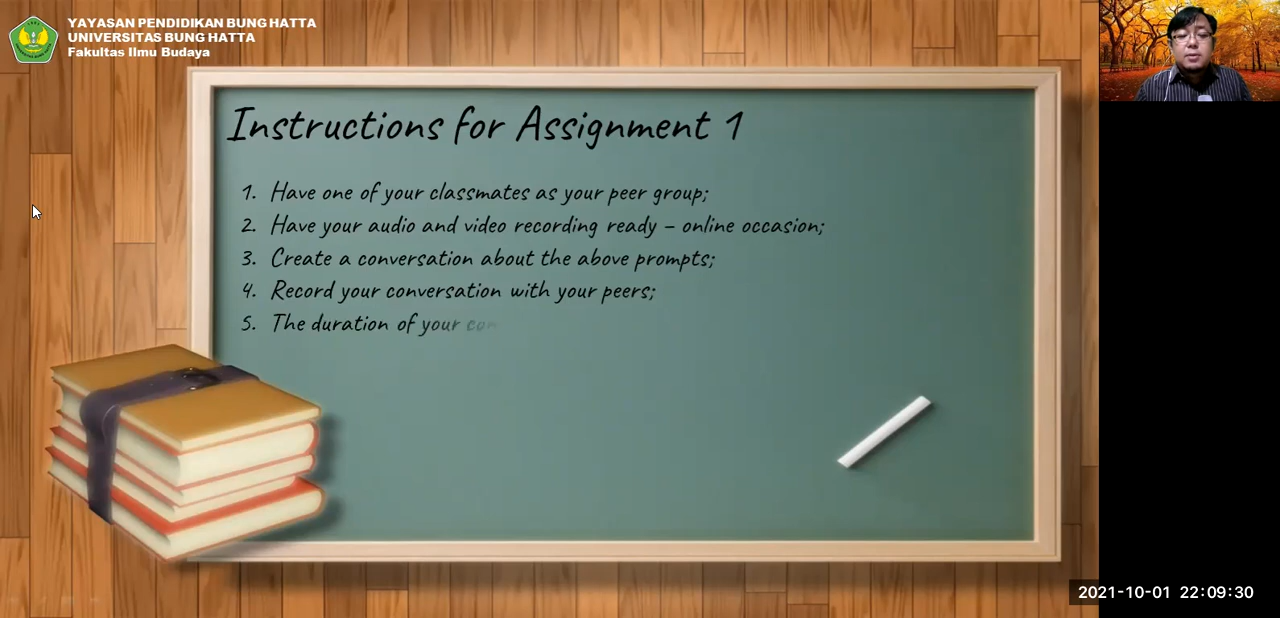 YAYASAN PENDIDIKAN BUNG HATTA
UNIVERSITAS BUNG HATTA
Fakultas Ilmu Budaya
Instructions for Assignment 1
1. Have one of your classmates as your peer group;
2. Have your audio and video recording ready – online occasion;
3. Create a conversation about the above prompts;
4. Record your conversation with your peers;
5. The duration of your
2021-10-01 22:09:30